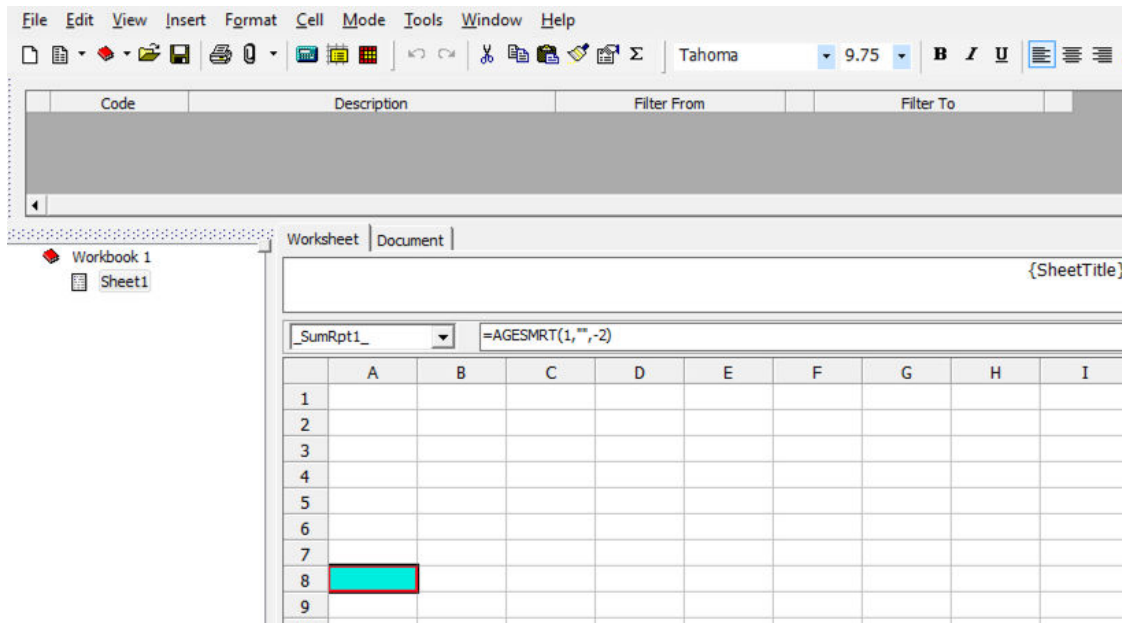 File Edit View Insert Format Cell Mode Tools Window Help
Σ Tahoma 9.75 B I U
Code Description Filter From Filter To
Workbook 1
Sheet1
Worksheet Document
{SheetTitle}
_SumRpt1_ =AGESMRT(1,"",-2)
A B C D E F G H I
1
2
3
4
5
6
7
8
9